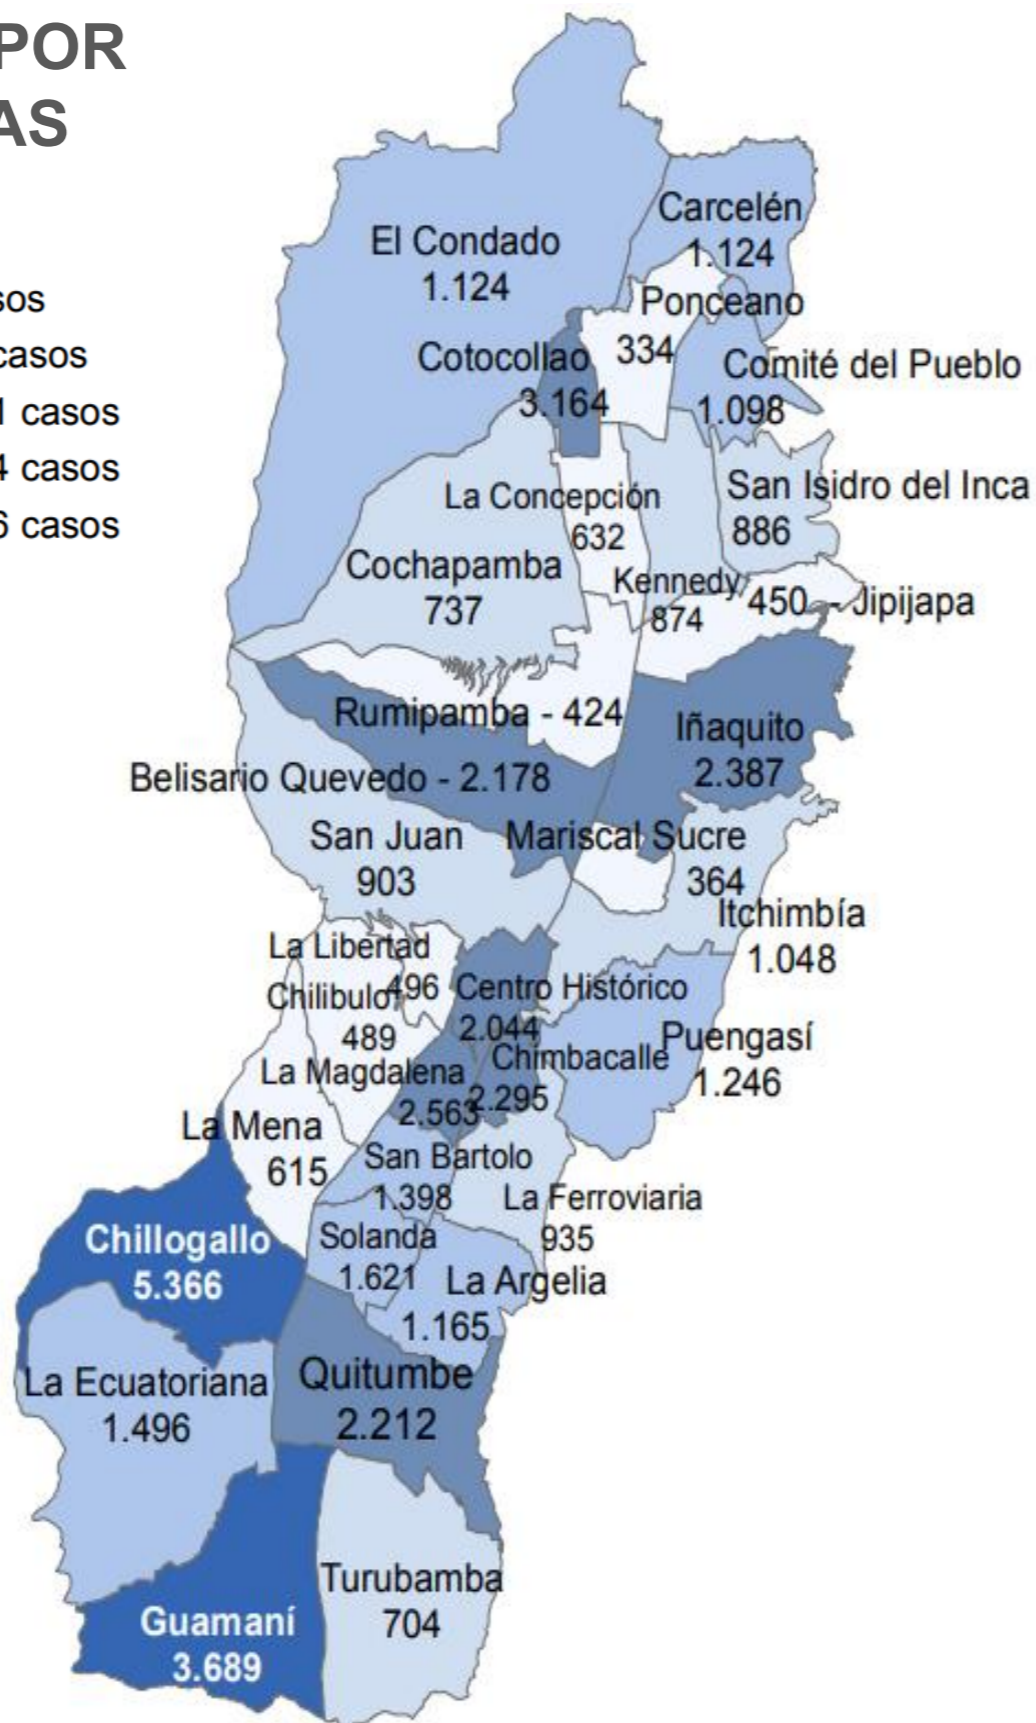 POR
AS
sos
casos
1 casos
4 casos
6 casos
El Condado
1.124
Carcelén
1.124
Ponceano
334
Cotocollao
3.164
Comité del Pueblo
1.098
La Concepción
632
San Isidro del Inca
886
Cochapamba
737
Kennedy
874
450 - Jipijapa
Rumipamba - 424
Iñaquito
2.387
Belisario Quevedo - 2.178
San Juan
903
Mariscal Sucre
364
Itchimbía
1.048
La Libertad
496
Chilibulo
489
Centro Histórico
2.044
Puengasí
1.246
Chimbacalle
2.295
La Magdalena
2.563
La Mena
615
San Bartolo
1.398
La Ferroviaria
935
Chillogallo
5.366
Solanda
1.621
La Argelia
1.165
La Ecuatoriana
1.496
Quitumbe
2.212
Turubamba
704
Guamaní
3.689